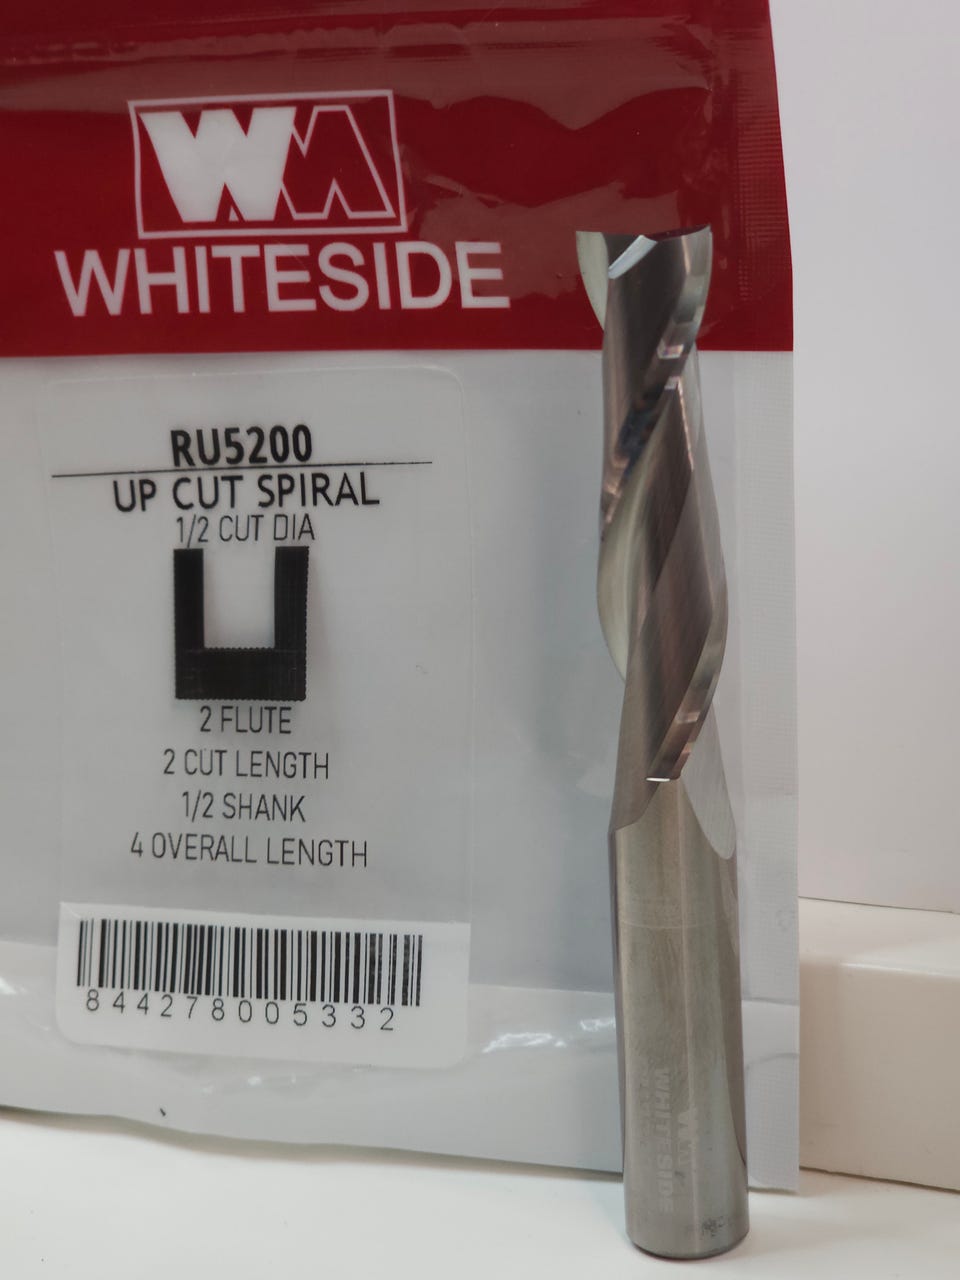 WHITESIDE
RU5200
UP CUT SPIRAL
1/2 CUT DIA
2 FLUTE
2 CUT LENGTH
1/2 SHANK
4 OVERALL LENGTH
844278005332
WHITESIDE